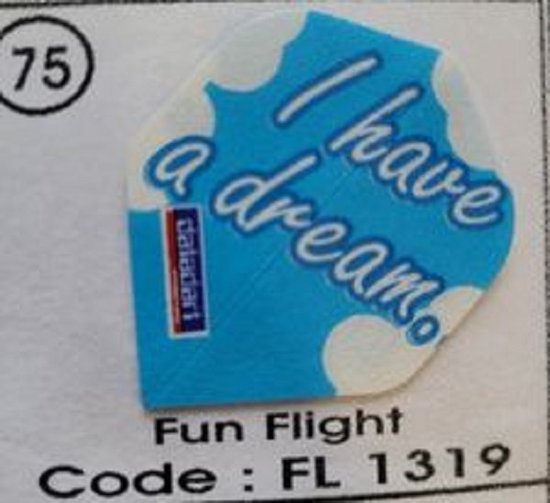 75
I have
a dream.
datadart
Fun Flight
Code : FL 1319